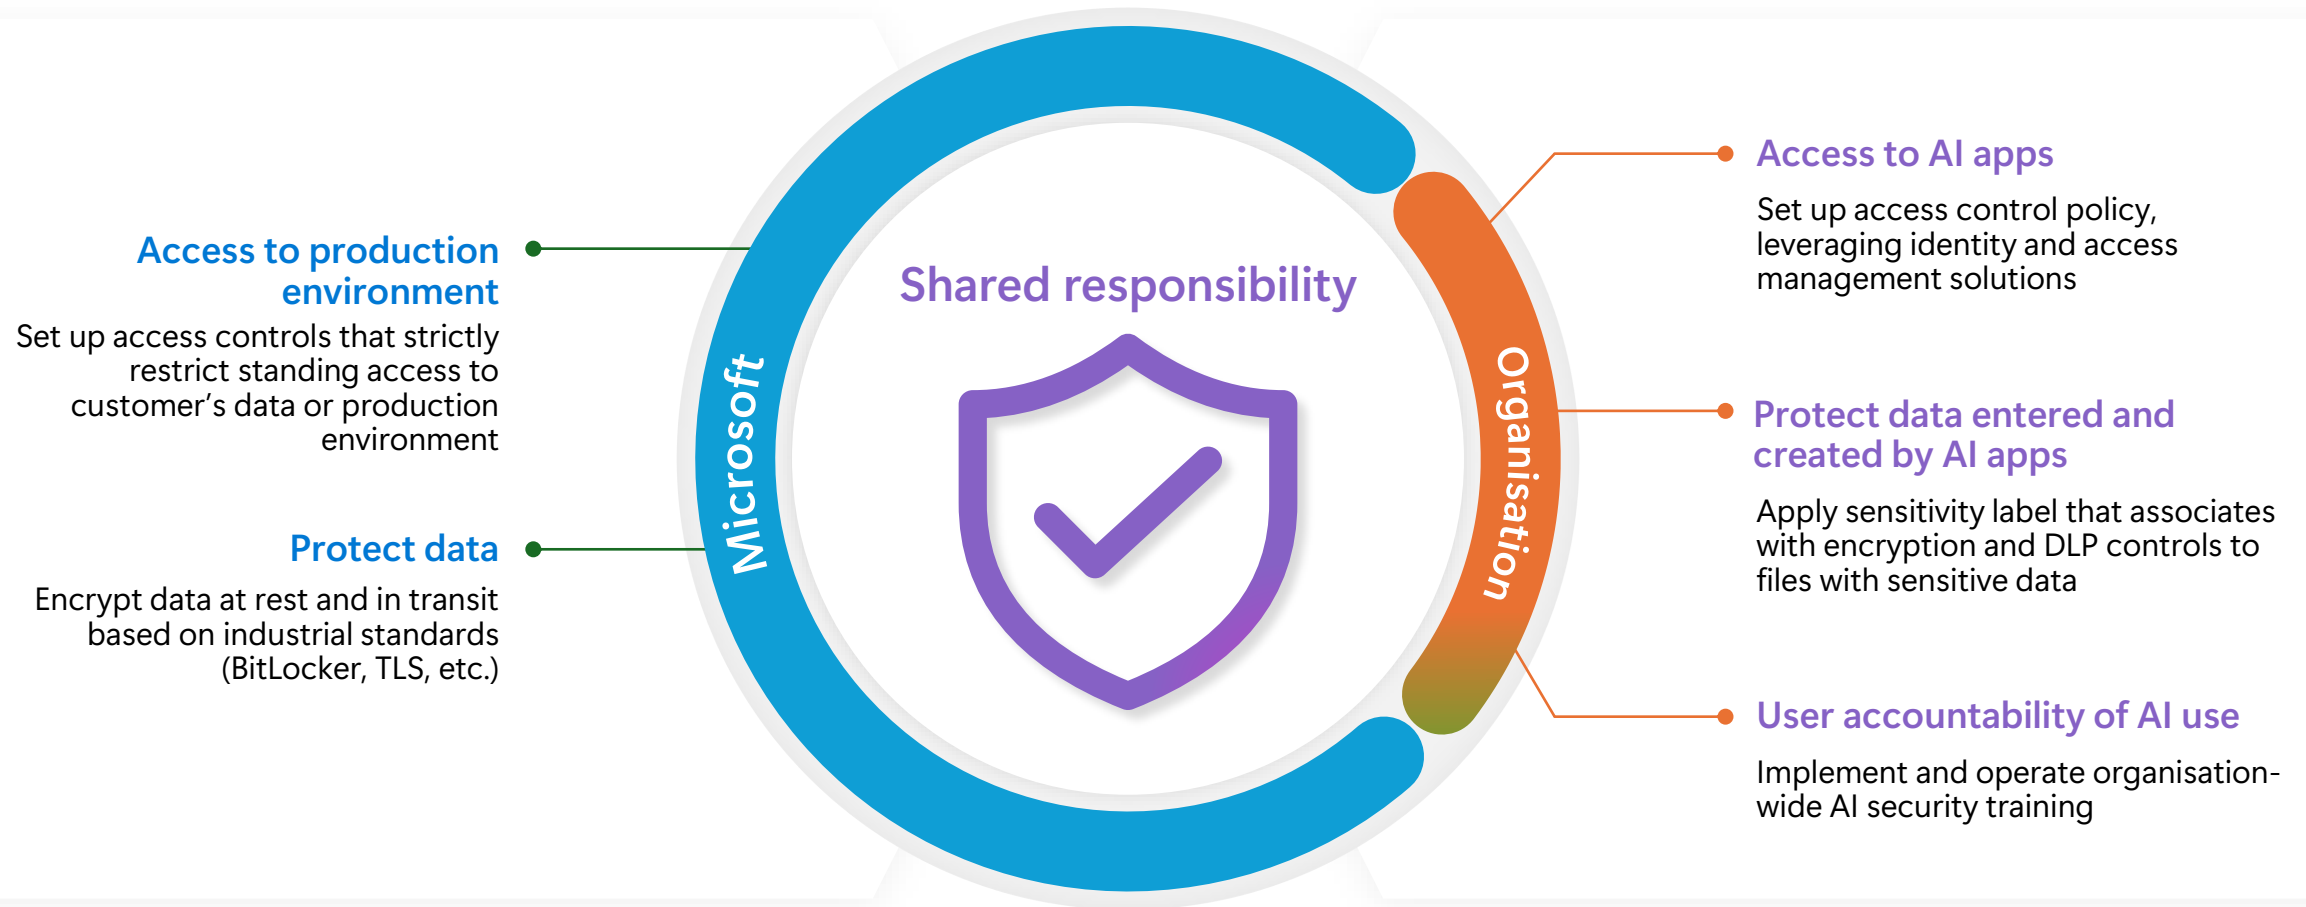 Access to production
environment
Set up access controls that strictly
restrict standing access to
customer’s data or production
environment
Protect data
Encrypt data at rest and in transit
based on industrial standards
(BitLocker, TLS, etc.)
Microsoft
Shared responsibility
Organisation
Access to AI apps
Set up access control policy,
leveraging identity and access
management solutions
Protect data entered and
created by AI apps
Apply sensitivity label that associates
with encryption and DLP controls to
files with sensitive data
User accountability of AI use
Implement and operate organisation-
wide AI security training